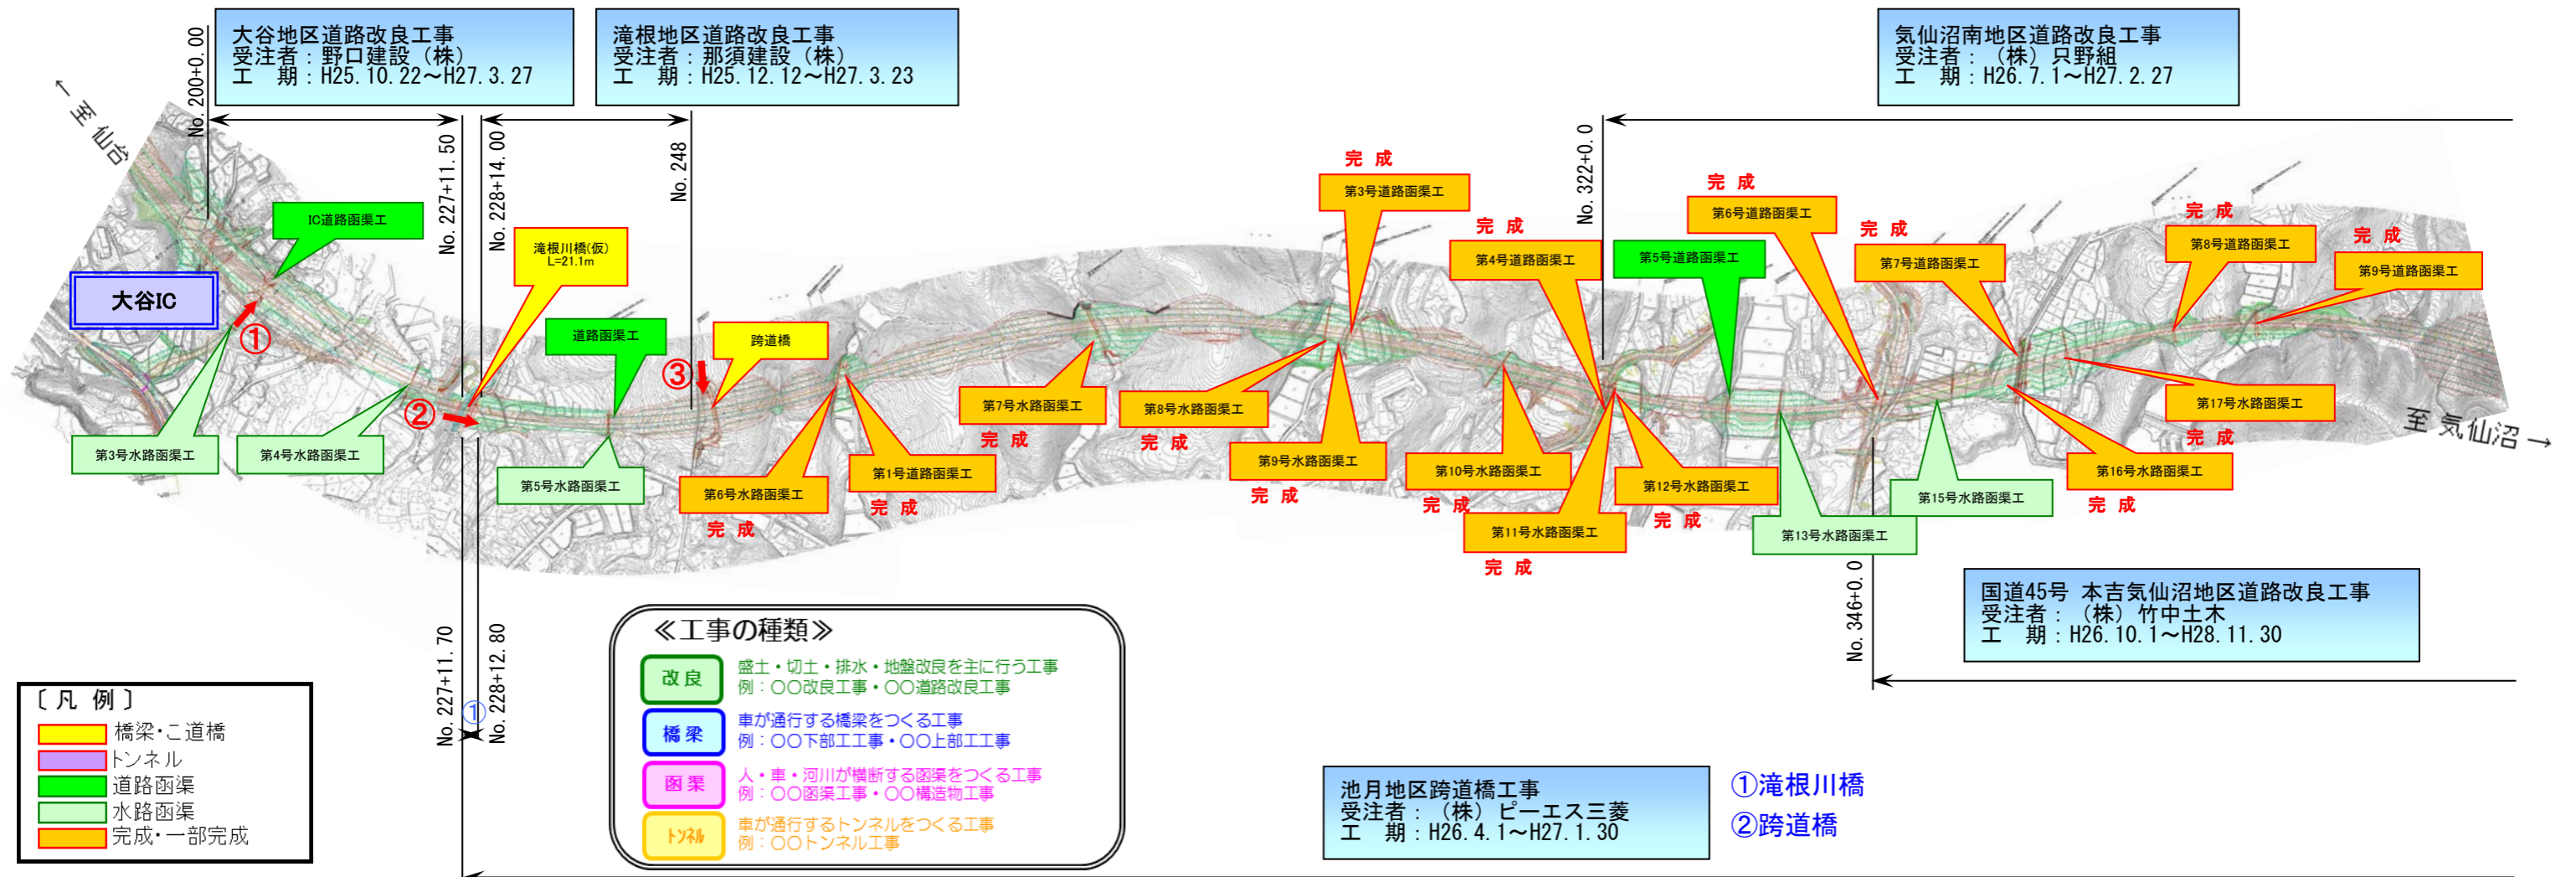 大谷地区道路改良工事
受注者：野口建設（株）
工　期：H25.10.22～H27.3.27
滝根地区道路改良工事
受注者：那須建設（株）
工　期：H25.12.12～H27.3.23
気仙沼南地区道路改良工事
受注者：（株）只野組
工　期：H26.7.1～H27.2.27
←至 仙台
No.200+0.00
No.227+11.50
No.228+14.00
No.248
No.322+0.0
IC道路函渠工
大谷IC
滝根川橋(仮)
L=21.1m
道路函渠工
跨道橋
①
②
③
第3号水路函渠工
第4号水路函渠工
第5号水路函渠工
第6号水路函渠工
完 成
第1号道路函渠工
完 成
第7号水路函渠工
完 成
第8号水路函渠工
完 成
完 成
第3号道路函渠工
第9号水路函渠工
完 成
完 成
第4号道路函渠工
第10号水路函渠工
完 成
第11号水路函渠工
完 成
第12号水路函渠工
完 成
第5号道路函渠工
完 成
第6号道路函渠工
第13号水路函渠工
第15号水路函渠工
完 成
第7号道路函渠工
第16号水路函渠工
完 成
第17号水路函渠工
完 成
完 成
第8号道路函渠工
完 成
第9号道路函渠工
至 気仙沼→
No.346+0.0
国道45号 本吉気仙沼地区道路改良工事
受注者：（株）竹中土木
工　期：H26.10.1～H28.11.30
No.227+11.70
①
No.228+12.80
〔凡 例〕
橋梁・こ道橋
トンネル
道路函渠
水路函渠
完成・一部完成
≪工事の種類≫
改良
盛土・切土・排水・地盤改良を主に行う工事
例：○○改良工事・○○道路改良工事
橋梁
車が通行する橋梁をつくる工事
例：○○下部工工事・○○上部工工事
函渠
人・車・河川が横断する函渠をつくる工事
例：○○函渠工事・○○構造物工事
トンネル
車が通行するトンネルをつくる工事
例：○○トンネル工事
池月地区跨道橋工事
受注者：（株）ピーエス三菱
工　期：H26.4.1～H27.1.30
①滝根川橋
②跨道橋